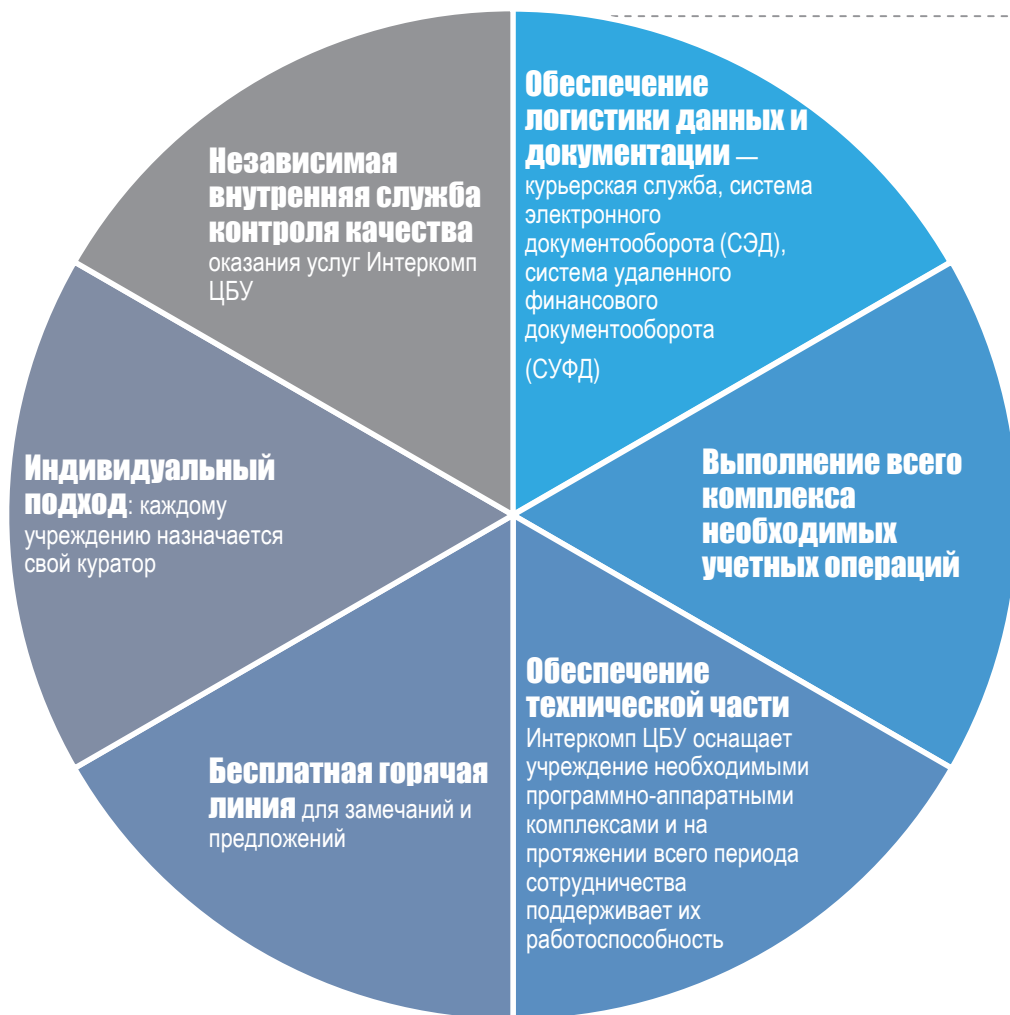 Обеспечение
логистики данных и
документации —
курьерская служба, система
электронного
документооборота (СЭД),
система удаленного
финансового
документооборота
(СУФД)
Выполнение всего
комплекса
необходимых
учетных операций
Обеспечение
технической части
Интеркомп ЦБУ оснащает
учреждение необходимыми
программно-аппаратными
комплексами и на
протяжении всего периода
сотрудничества
поддерживает их
работоспособность
Бесплатная горячая
линия для замечаний и
предложений
Индивидуальный
подход: каждому
учреждению назначается
свой куратор
Независимая
внутренняя служба
контроля качества
оказания услуг Интеркомп
ЦБУ